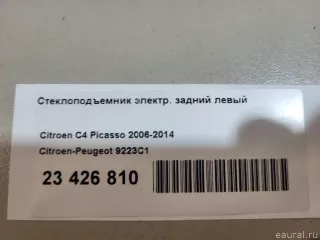 Стеклоподъемник электр. задний левый
Citroen C4 Picasso 2006-2014
Citroen-Peugeot 9223C1
23 426 810
eaural.ru